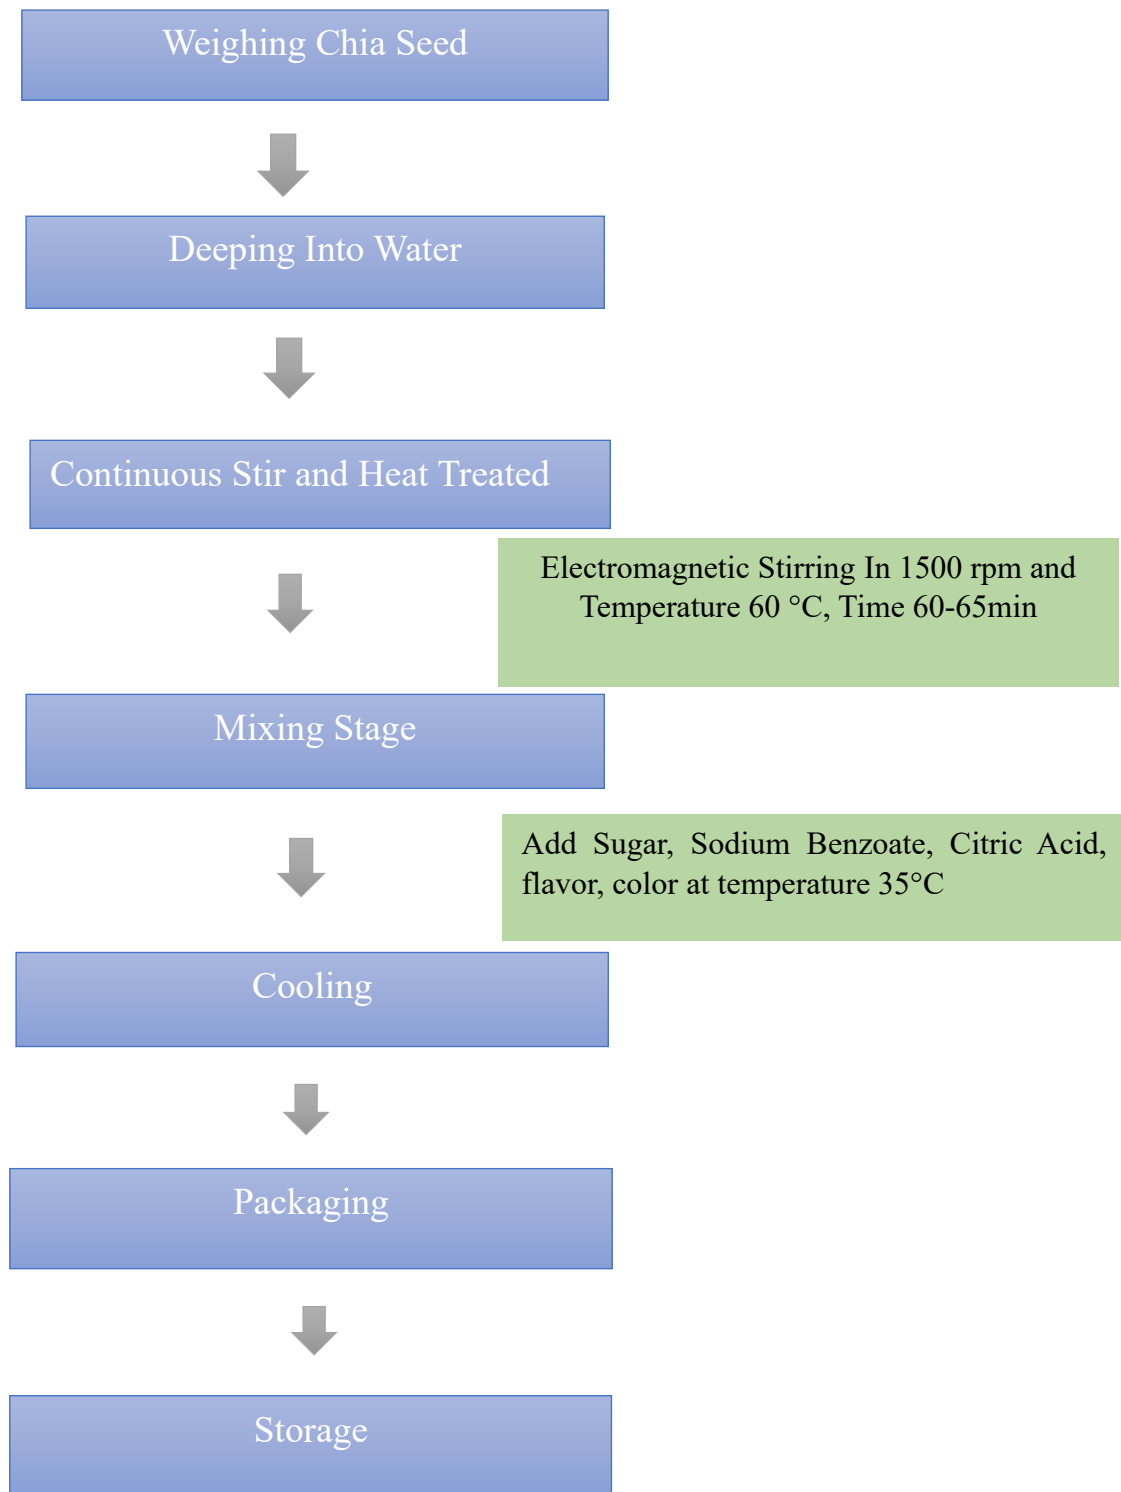 Weighing Chia Seed
Deeping Into Water
Continuous Stir and Heat Treated
Electromagnetic Stirring In 1500 rpm and
Temperature 60 °C, Time 60-65min
Mixing Stage
Add Sugar, Sodium Benzoate, Citric Acid,
flavor, color at temperature 35°C
Cooling
Packaging
Storage